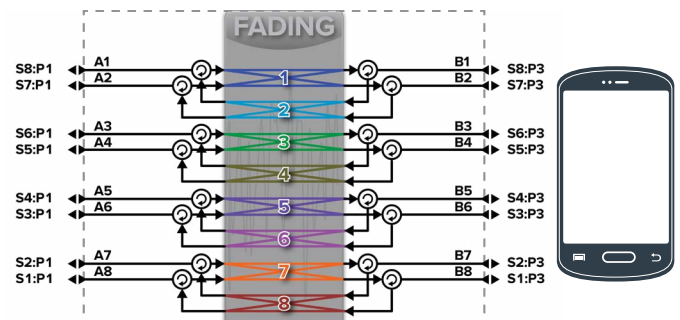 FADING
S8:P1 A1 B1 S8:P3
1
S7:P1 A2 B2 S7:P3
2
S6:P1 A3 B3 S6:P3
3
S5:P1 A4 B4 S5:P3
4
S4:P1 A5 B5 S4:P3
5
S3:P1 A6 B6 S3:P3
6
S2:P1 A7 B7 S2:P3
7
S1:P1 A8 B8 S1:P3
8